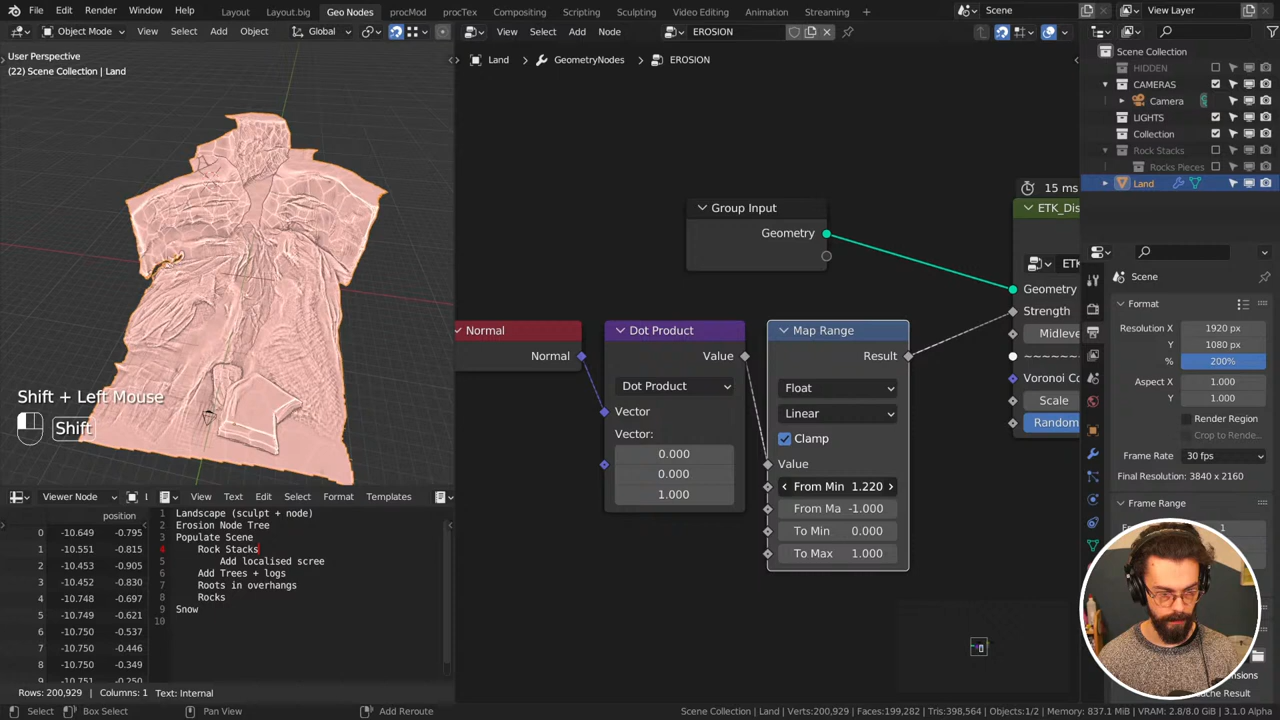 File Edit Render Window Help
Layout Layout.big Geo Nodes procMod procTex Compositing Scripting Sculpting Video Editing Animation Streaming
Scene
View Layer
Object Mode View Select Add Object Global
View Select Add Node
EROSION
User Perspective
(22) Scene Collection | Land
Land GeometryNodes EROSION
Scene Collection
HIDDEN
CAMERAS
Camera
LIGHTS
Collection
Rock Stacks
Rocks Pieces
Land
15 ms
Group Input
Geometry
ETK_Dis
ETK
Geometry
Strength
Midleve
~~~~~~~
Voronoi Co
Scale
Random
Normal
Normal
Dot Product
Value
Dot Product
Vector
Vector:
0.000
0.000
1.000
Map Range
Result
Float
Linear
Clamp
Value
From Min 1.220
From Ma -1.000
To Min 0.000
To Max 1.000
Shift + Left Mouse
Shift
Scene
Format
Resolution X 1920 px
Y 1080 px
% 200%
Aspect X 1.000
Y 1.000
Render Region
Crop to Rende...
Frame Rate 30 fps
Final Resolution: 3840 x 2160
Frame Range
Viewer Node
position
0 -10.649 -0.795
1 -10.551 -0.815
2 -10.453 -0.905
3 -10.452 -0.830
4 -10.748 -0.697
5 -10.749 -0.621
6 -10.750 -0.537
7 -10.750 -0.446
8 -10.750 -0.349
Rows: 200,929 | Columns: 1
View Text Edit Select Format Templates
1 Landscape (sculpt + node)
2 Erosion Node Tree
3 Populate Scene
4 Rock Stacks
5 Add localised scree
6 Add Trees + logs
7 Roots in overhangs
8 Rocks
9 Snow
10
Text: Internal
Select Box Select Pan View Add Reroute
Scene Collection | Land | Verts:200,929 | Faces:199,282 | Tris:398,564 | Objects:1/2 | Memory: 837.1 MiB | VRAM: 2.8/8.0 GiB | 3.1.0 Alpha